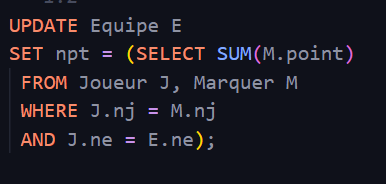 UPDATE Equipe E
SET npt = (SELECT SUM(M.point)
FROM Joueur J, Marquer M
WHERE J.nj = M.nj
AND J.ne = E.ne);